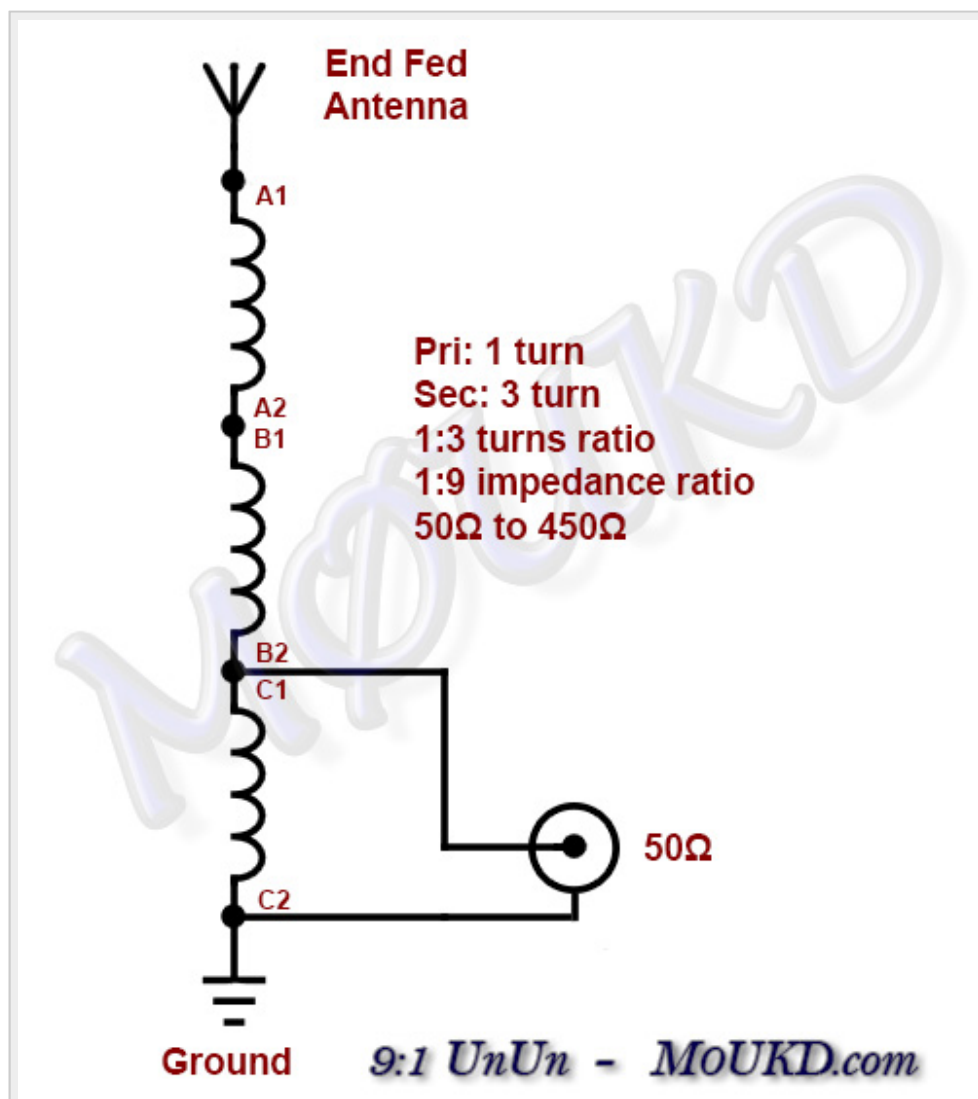 End Fed
Antenna
A1
A2
B1
Pri: 1 turn
Sec: 3 turn
1:3 turns ratio
1:9 impedance ratio
50Ω to 450Ω
B2
C1
50Ω
C2
Ground
9:1 UnUn - M0UKD.com
MØUKD